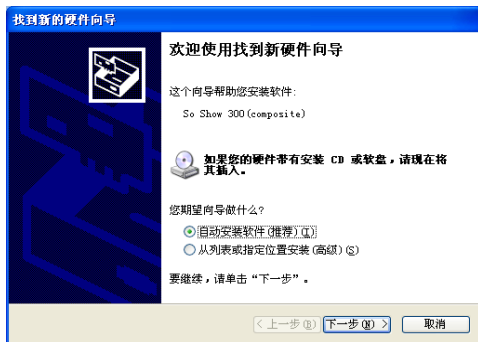 找到新的硬件向导
欢迎使用找到新硬件向导
这个向导帮助您安装软件:
So Show 300(composite)
如果您的硬件带有安装 CD 或软盘，请现在将
其插入。
您期望向导做什么?
自动安装软件(推荐)(I)
从列表或指定位置安装(高级)(S)
要继续，请单击“下一步”。
< 上一步(B) 下一步(N) > 取消